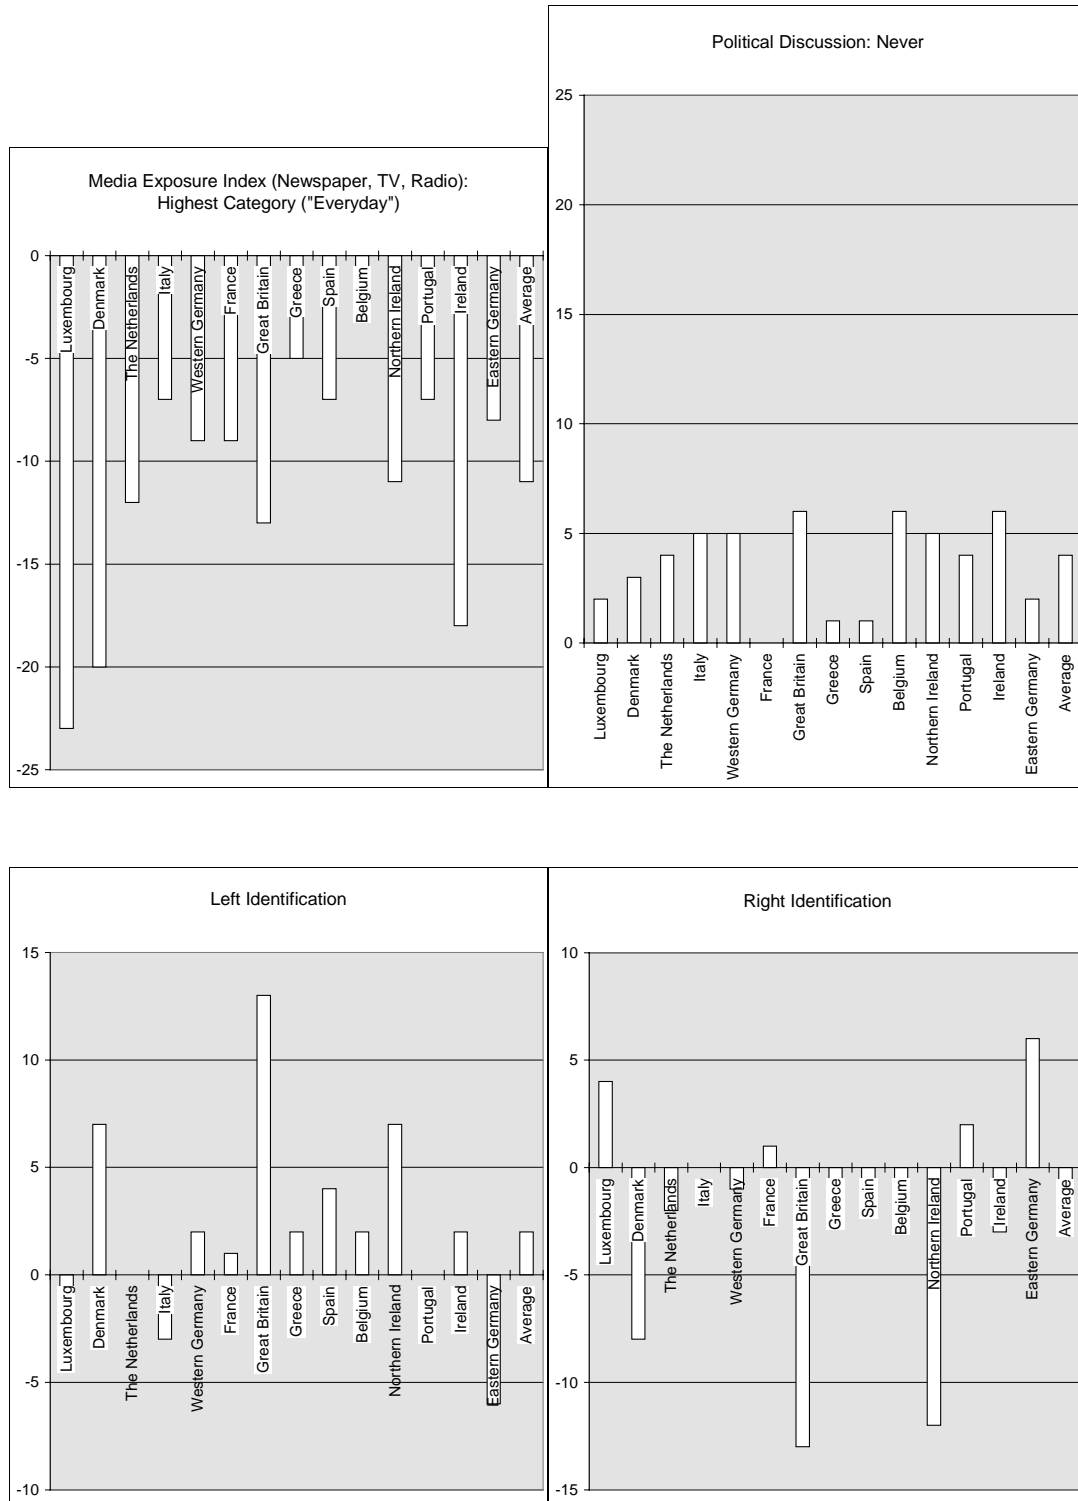 Media Exposure Index (Newspaper, TV, Radio):
Highest Category ("Everyday")
0
-5
-10
-15
-20
-25
Luxembourg
Denmark
The Netherlands
Italy
Western Germany
France
Great Britain
Greece
Spain
Belgium
Northern Ireland
Portugal
Ireland
Eastern Germany
Average
Political Discussion: Never
25
20
15
10
5
0
Luxembourg
Denmark
The Netherlands
Italy
Western Germany
France
Great Britain
Greece
Spain
Belgium
Northern Ireland
Portugal
Ireland
Eastern Germany
Average
Left Identification
15
10
5
0
-5
-10
Luxembourg
Denmark
The Netherlands
Italy
Western Germany
France
Great Britain
Greece
Spain
Belgium
Northern Ireland
Portugal
Ireland
Eastern Germany
Average
Right Identification
10
5
0
-5
-10
-15
Luxembourg
Denmark
The Netherlands
Italy
Western Germany
France
Great Britain
Greece
Spain
Belgium
Northern Ireland
Portugal
Ireland
Eastern Germany
Average